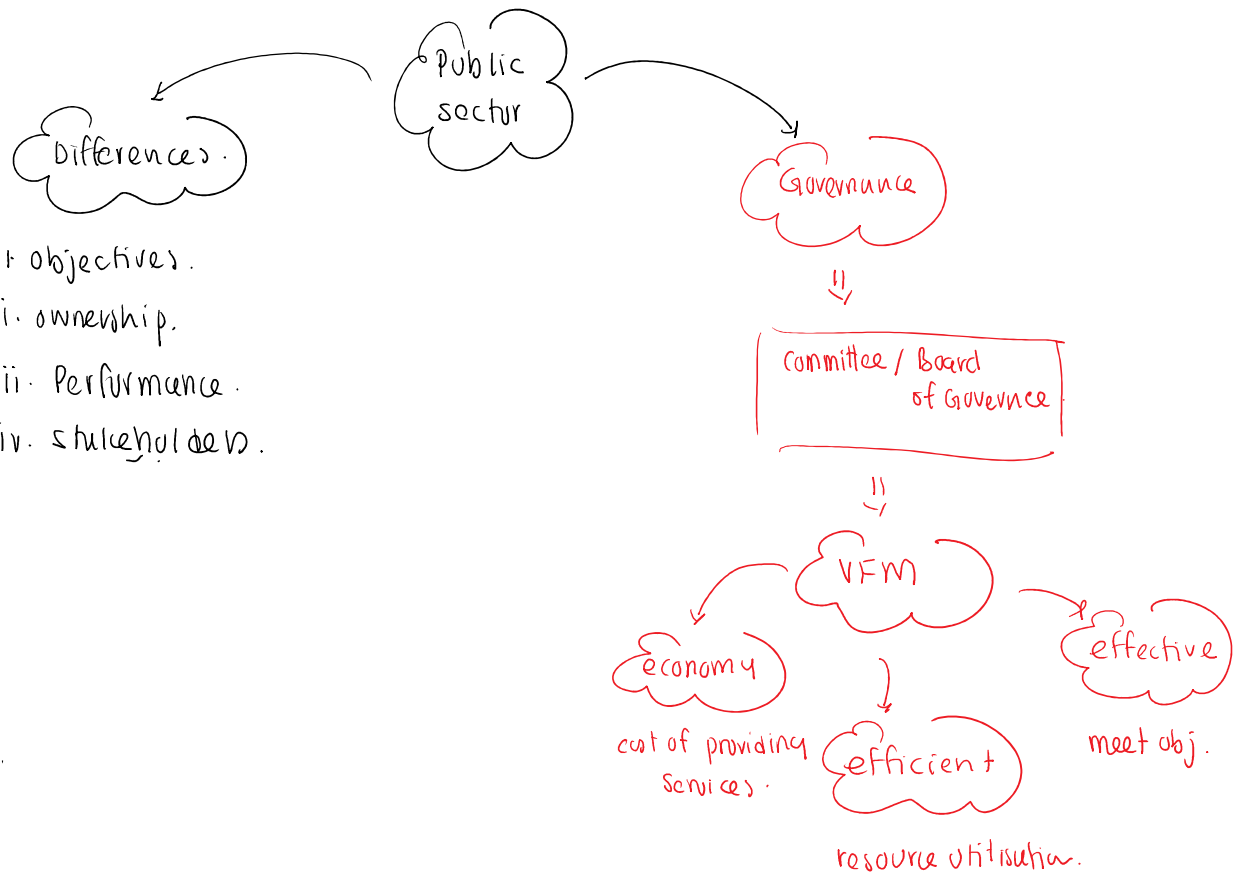 Public
sector
Differences.
Governance
+ objectives.
i. ownership.
ii. Performance.
iv. stakeholders.
Committee / Board
of Governce
VFM
economy
effective
cost of providing
services.
efficient
meet obj.
resource utilisation.